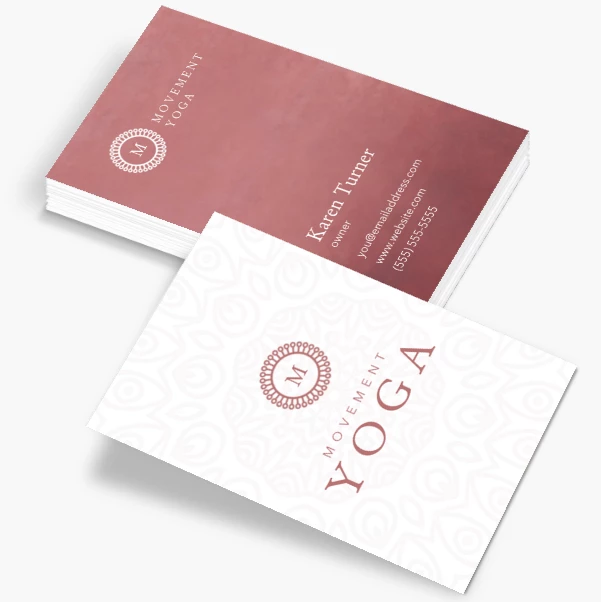 M
MOVEMENT
YOGA
Karen Turner
owner
you@emailaddress.com
www.website.com
(555) 555-5555
M
MOVEMENT
YOGA